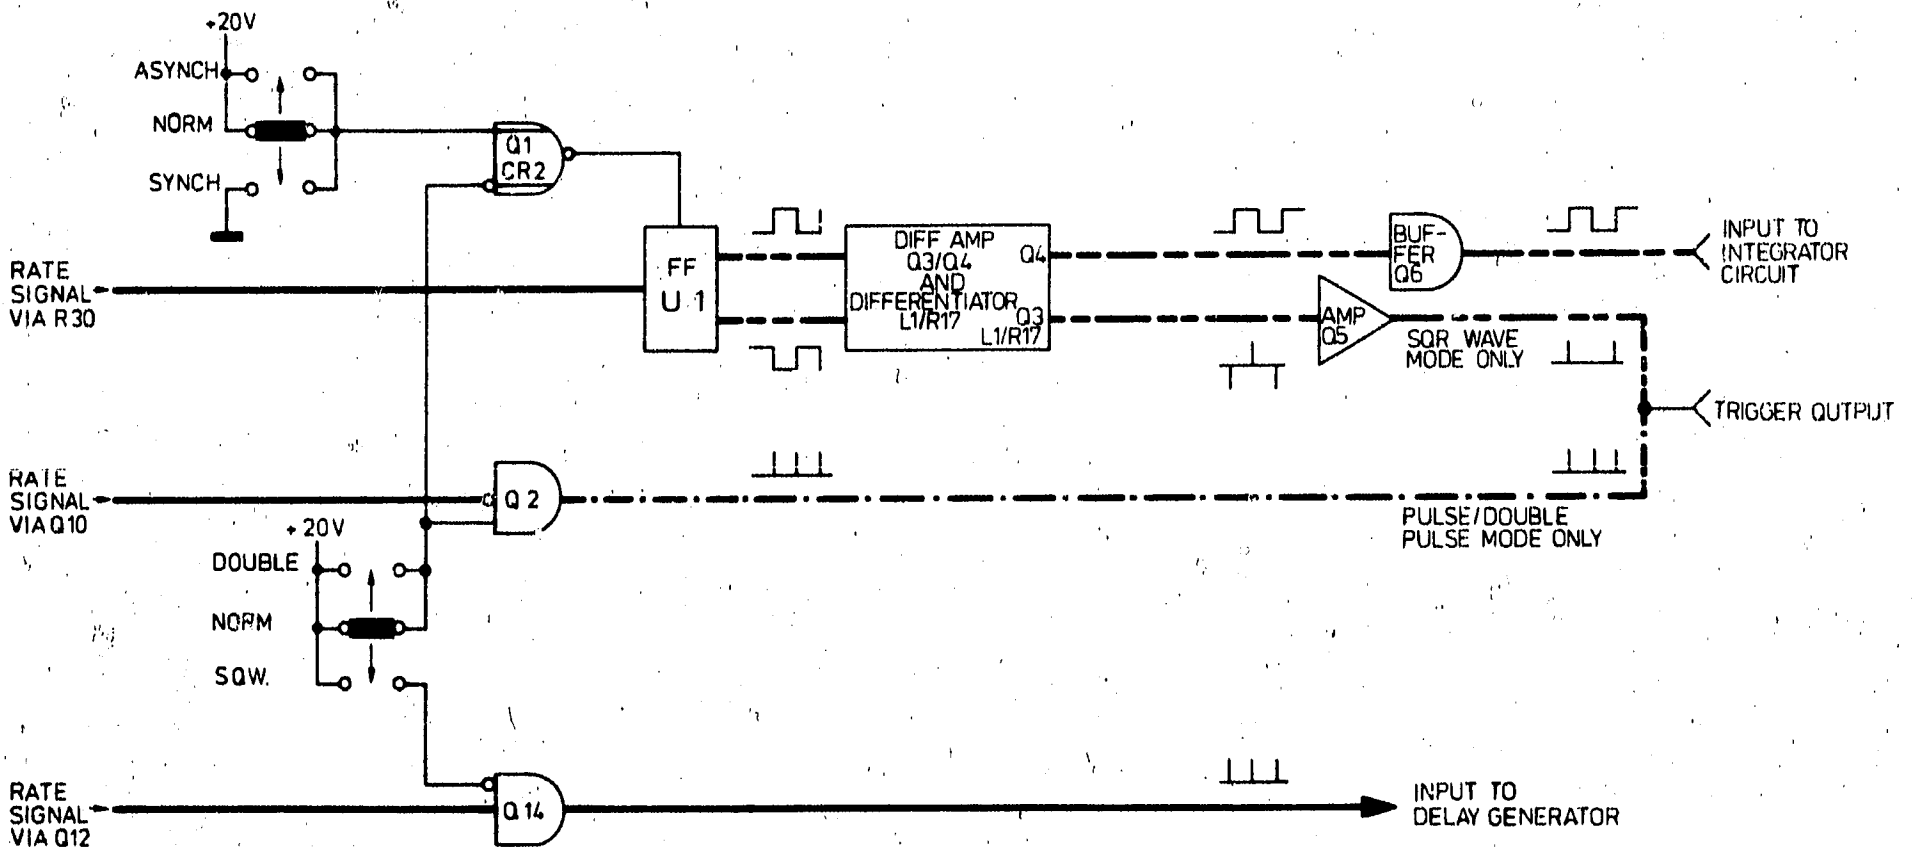 +20V
ASYNCH
NORM
SYNCH
Q1
CR2
RATE
SIGNAL
VIA R30
FF
U 1
DIFF AMP
Q3/Q4
AND
DIFFERENTIATOR
L1/R17
Q4
Q3
L1/R17
BUF-
FER
Q6
INPUT TO
INTEGRATOR
CIRCUIT
AMP
Q5
SQR WAVE
MODE ONLY
TRIGGER OUTPUT
RATE
SIGNAL
VIA Q10
Q 2
PULSE/DOUBLE
PULSE MODE ONLY
+20V
DOUBLE
NORM
SQW.
RATE
SIGNAL
VIA Q12
Q 14
INPUT TO
DELAY GENERATOR